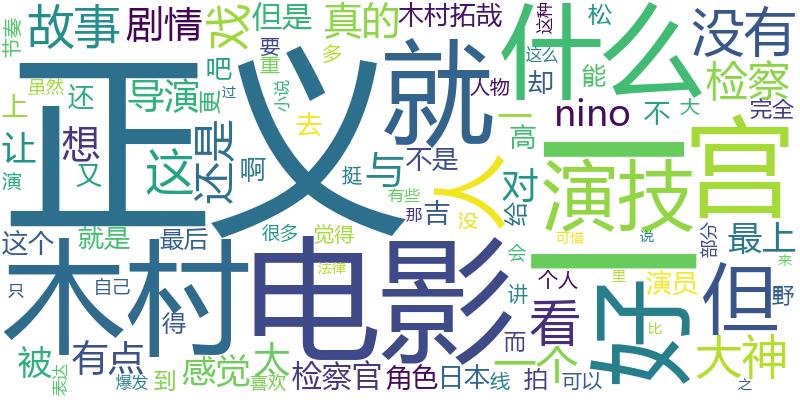 节奏
故事
剧情
戏
但是
真的
木村拓哉
这种
松
什么
没有
虽然
上
还
导演
更
吧
要
重
多
小说
过
却
这么
人物
能
检察
正义
就
nino
不
大
完全
让
想
这
还是
去
啊
与
不是
一
高
二
宫
演技
演
又
挺
有些
人
对
给
吉
那
没
这个
就是
最后
很多
觉得
可惜
说
部分
最上
木村
电影
法律
会
讲
个人
里
演员
但
来
野
只
自己
得
而
看
好
比
被
有点
感觉
太
一个
大神
表达
爆发
到
喜欢
检察官
角色
日本
线
拍
可以
之